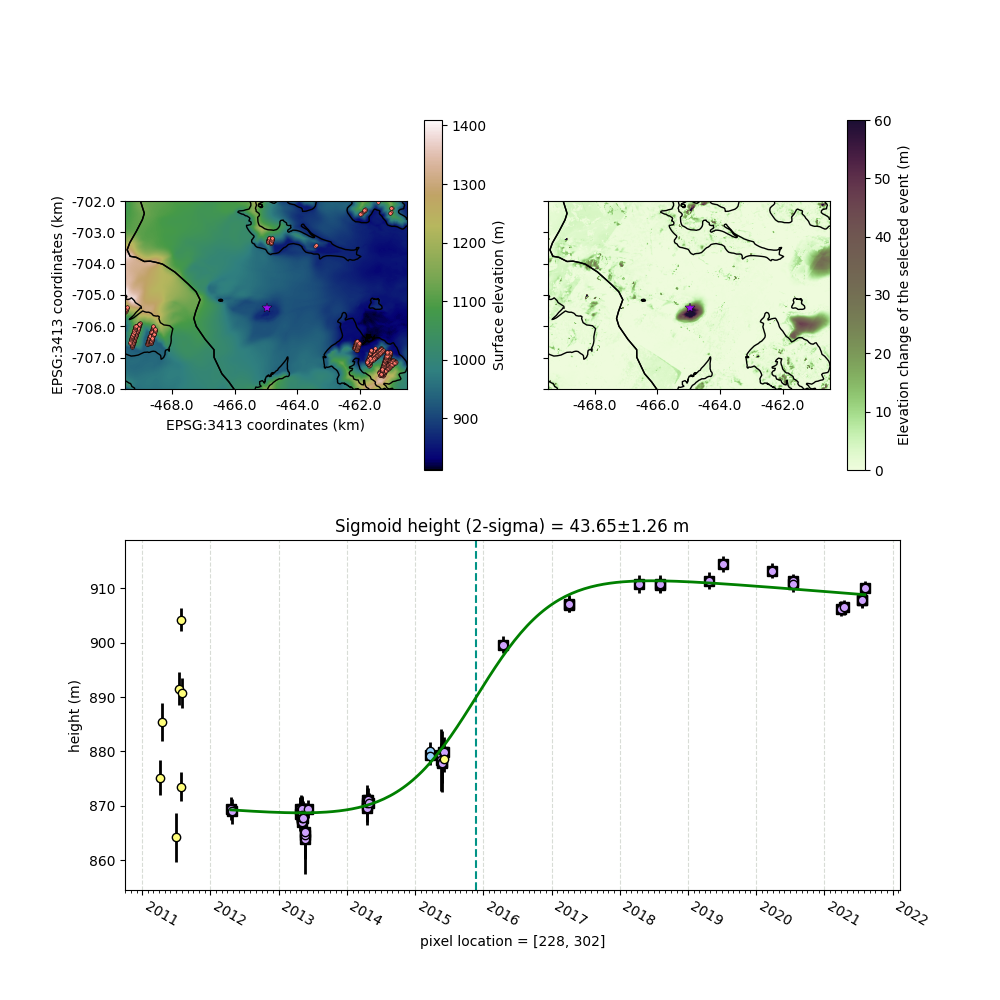 1400
1300
1200
1100
1000
900
Surface elevation (m)
-702.0
-703.0
-704.0
-705.0
-706.0
-707.0
-708.0
EPSG:3413 coordinates (km)
-468.0 -466.0 -464.0 -462.0
EPSG:3413 coordinates (km)
60
50
40
30
20
10
0
Elevation change of the selected event (m)
-468.0 -466.0 -464.0 -462.0
Sigmoid height (2-sigma) = 43.65±1.26 m
910
900
890
880
870
860
height (m)
2011 2012 2013 2014 2015 2016 2017 2018 2019 2020 2021 2022
pixel location = [228, 302]